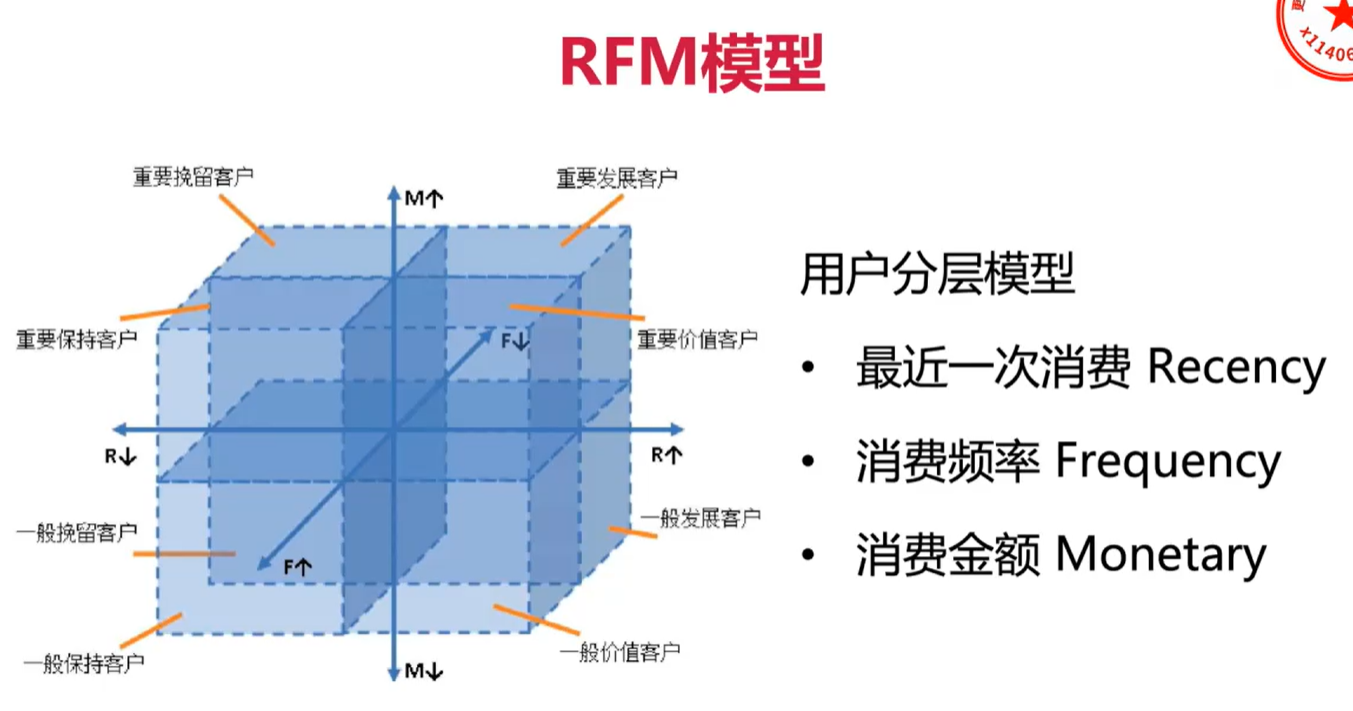 RFM模型
重要挽留客户
M↑
重要发展客户
重要保持客户
F↓
重要价值客户
R↓
R↑
一般挽留客户
F↑
一般发展客户
一般保持客户
M↓
一般价值客户
用户分层模型
• 最近一次消费 Recency
• 消费频率 Frequency
• 消费金额 Monetary
x11406